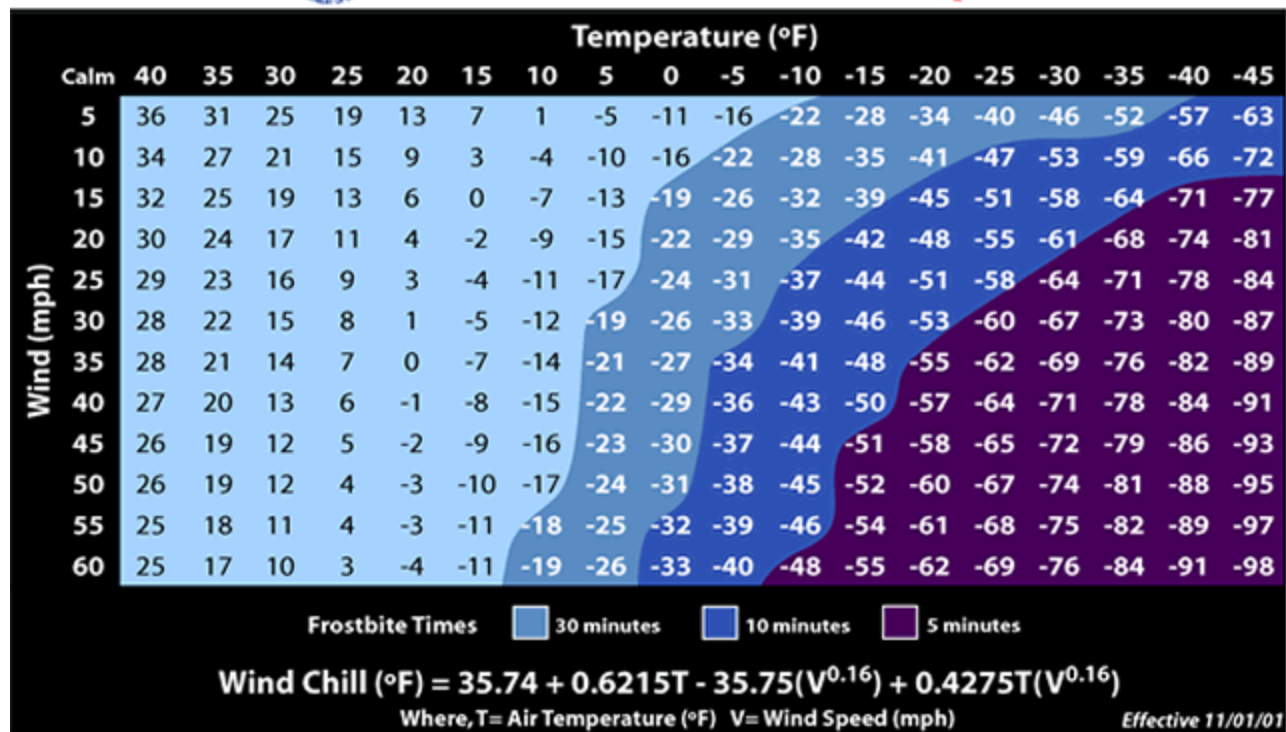 Temperature (ºF)
Calm 40 35 30 25 20 15 10 5 0 -5 -10 -15 -20 -25 -30 -35 -40 -45
5 36 31 25 19 13 7 1 -5 -11 -16 -22 -28 -34 -40 -46 -52 -57 -63
10 34 27 21 15 9 3 -4 -10 -16 -22 -28 -35 -41 -47 -53 -59 -66 -72
15 32 25 19 13 6 0 -7 -13 -19 -26 -32 -39 -45 -51 -58 -64 -71 -77
20 30 24 17 11 4 -2 -9 -15 -22 -29 -35 -42 -48 -55 -61 -68 -74 -81
25 29 23 16 9 3 -4 -11 -17 -24 -31 -37 -44 -51 -58 -64 -71 -78 -84
30 28 22 15 8 1 -5 -12 -19 -26 -33 -39 -46 -53 -60 -67 -73 -80 -87
35 28 21 14 7 0 -7 -14 -21 -27 -34 -41 -48 -55 -62 -69 -76 -82 -89
40 27 20 13 6 -1 -8 -15 -22 -29 -36 -43 -50 -57 -64 -71 -78 -84 -91
45 26 19 12 5 -2 -9 -16 -23 -30 -37 -44 -51 -58 -65 -72 -79 -86 -93
50 26 19 12 4 -3 -10 -17 -24 -31 -38 -45 -52 -60 -67 -74 -81 -88 -95
55 25 18 11 4 -3 -11 -18 -25 -32 -39 -46 -54 -61 -68 -75 -82 -89 -97
60 25 17 10 3 -4 -11 -19 -26 -33 -40 -48 -55 -62 -69 -76 -84 -91 -98
Wind (mph)
Frostbite Times 30 minutes 10 minutes 5 minutes
Wind Chill (ºF) = 35.74 + 0.6215T - 35.75(V^0.16) + 0.4275T(V^0.16)
Where, T= Air Temperature (ºF) V= Wind Speed (mph)
Effective 11/01/01